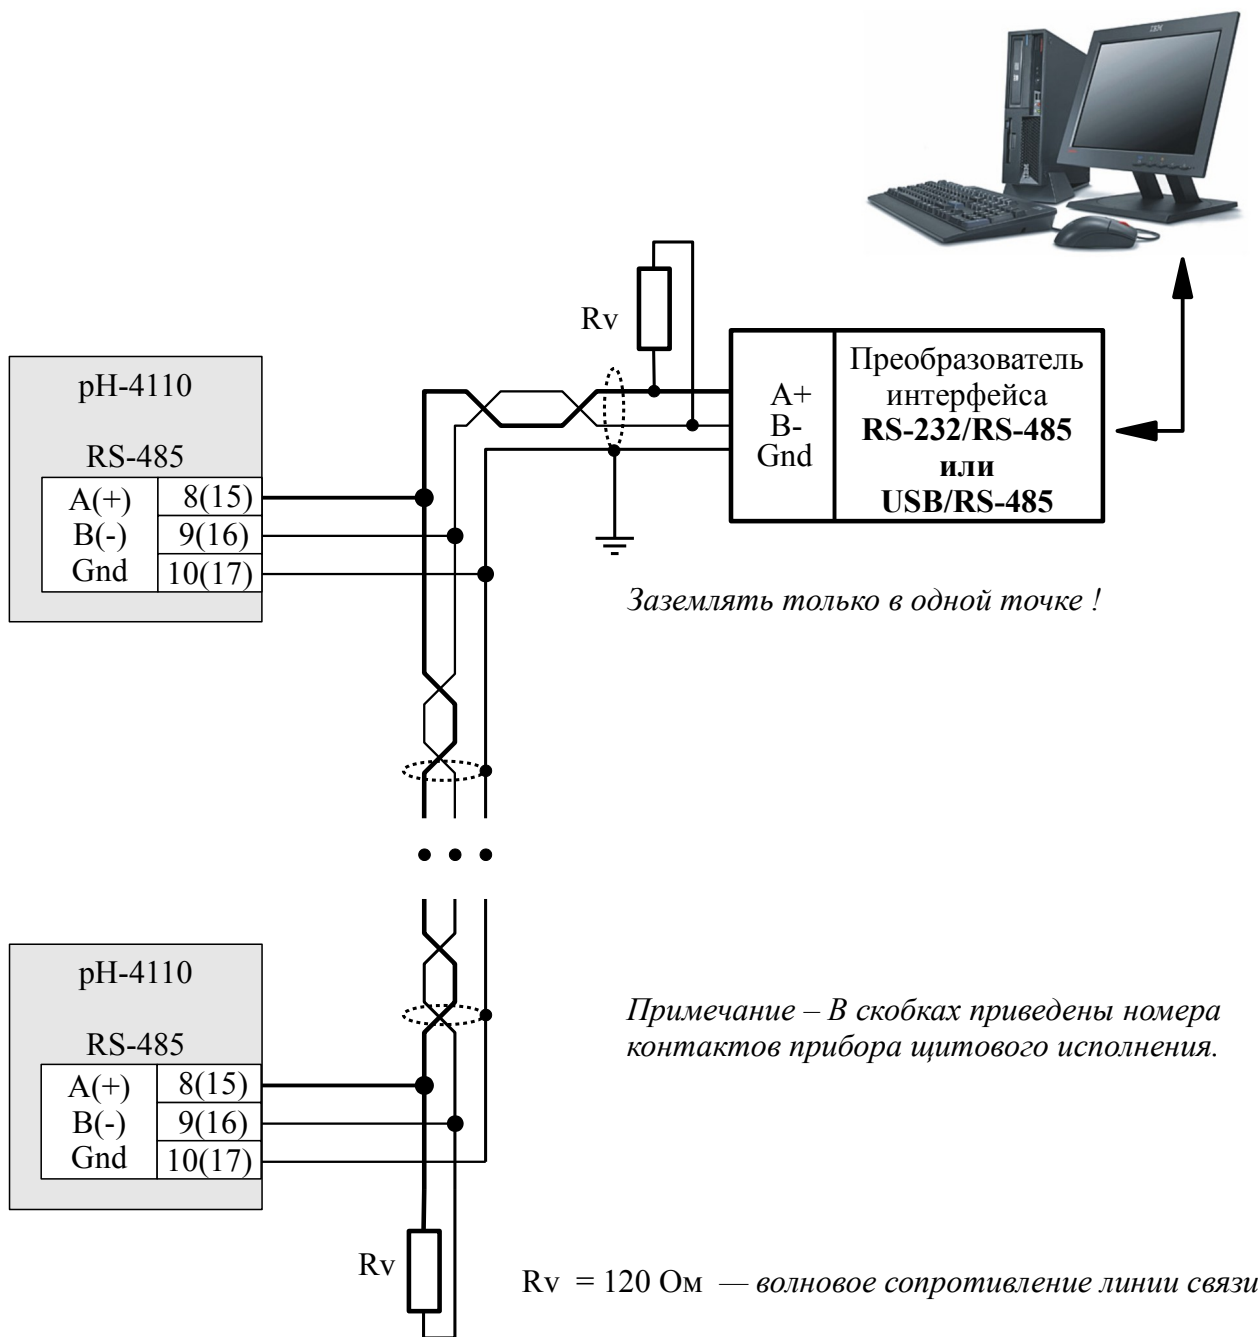 IBM
IBM
Rv
pH-4110
RS-485
A(+) 8(15)
B(-) 9(16)
Gnd 10(17)
A+
B-
Gnd
Преобразователь
интерфейса
RS-232/RS-485
или
USB/RS-485
Заземлять только в одной точке !
pH-4110
RS-485
A(+) 8(15)
B(-) 9(16)
Gnd 10(17)
Примечание – В скобках приведены номера
контактов прибора щитового исполнения.
Rv
Rv = 120 Ом — волновое сопротивление линии связи